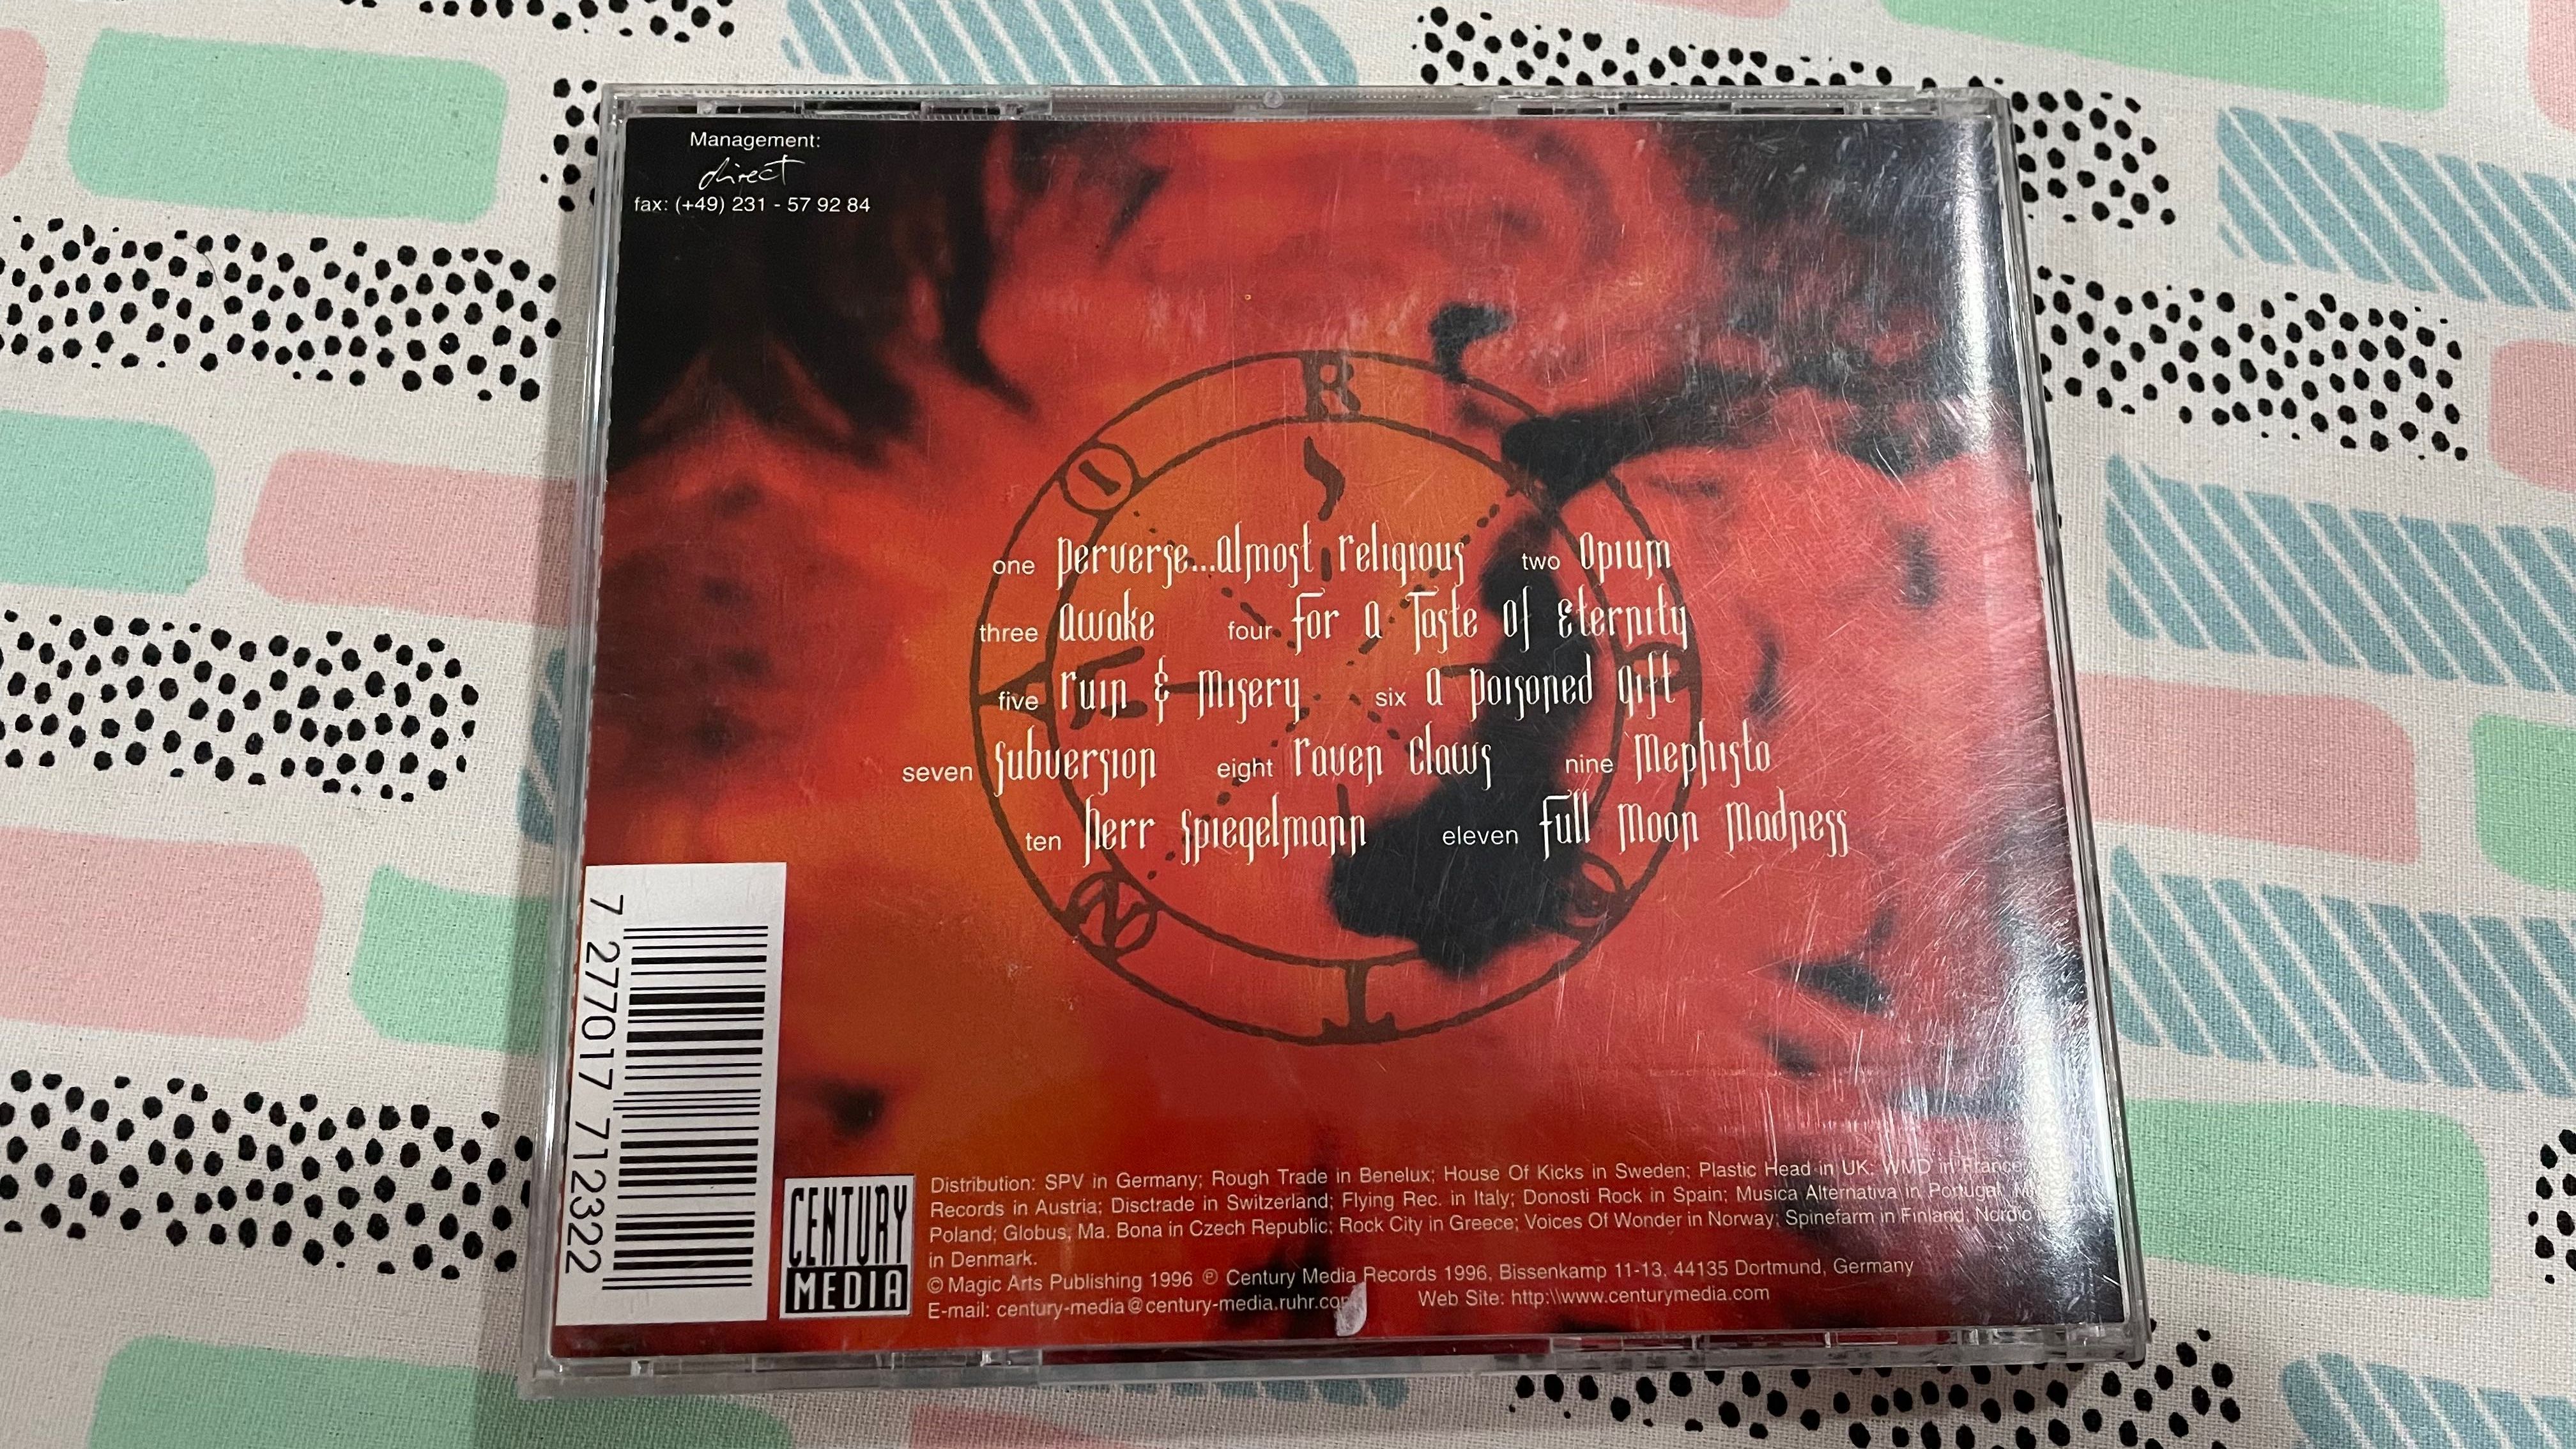 Management:
direct
fax: (+49) 231 - 57 92 84
R
I
one Perverse...Almost Religious two Opium
three Awake four For A Taste Of Eternity
five Ruin & Misery six A Poisoned Gift
seven Subversion eight Raven Claws nine Mephisto
ten Herr Spiegelmann eleven Full Moon Madness
N
7 27701 7 71232 2
CENTURY
MEDIA
Distribution: SPV in Germany; Rough Trade in Benelux; House Of Kicks in Sweden; Plastic Head in UK; WMD in France
Records in Austria; Disctrade in Switzerland; Flying Rec. in Italy; Donosti Rock in Spain; Musica Alternativa in Portugal
Poland; Globus, Ma. Bona in Czech Republic; Rock City in Greece; Voices Of Wonder in Norway; Spinefarm in Finland; Nordic
in Denmark.
© Magic Arts Publishing 1996 ℗ Century Media Records 1996, Bissenkamp 11-13, 44135 Dortmund, Germany
E-mail: century-media@century-media.ruhr.com Web Site: http:\\www.centurymedia.com